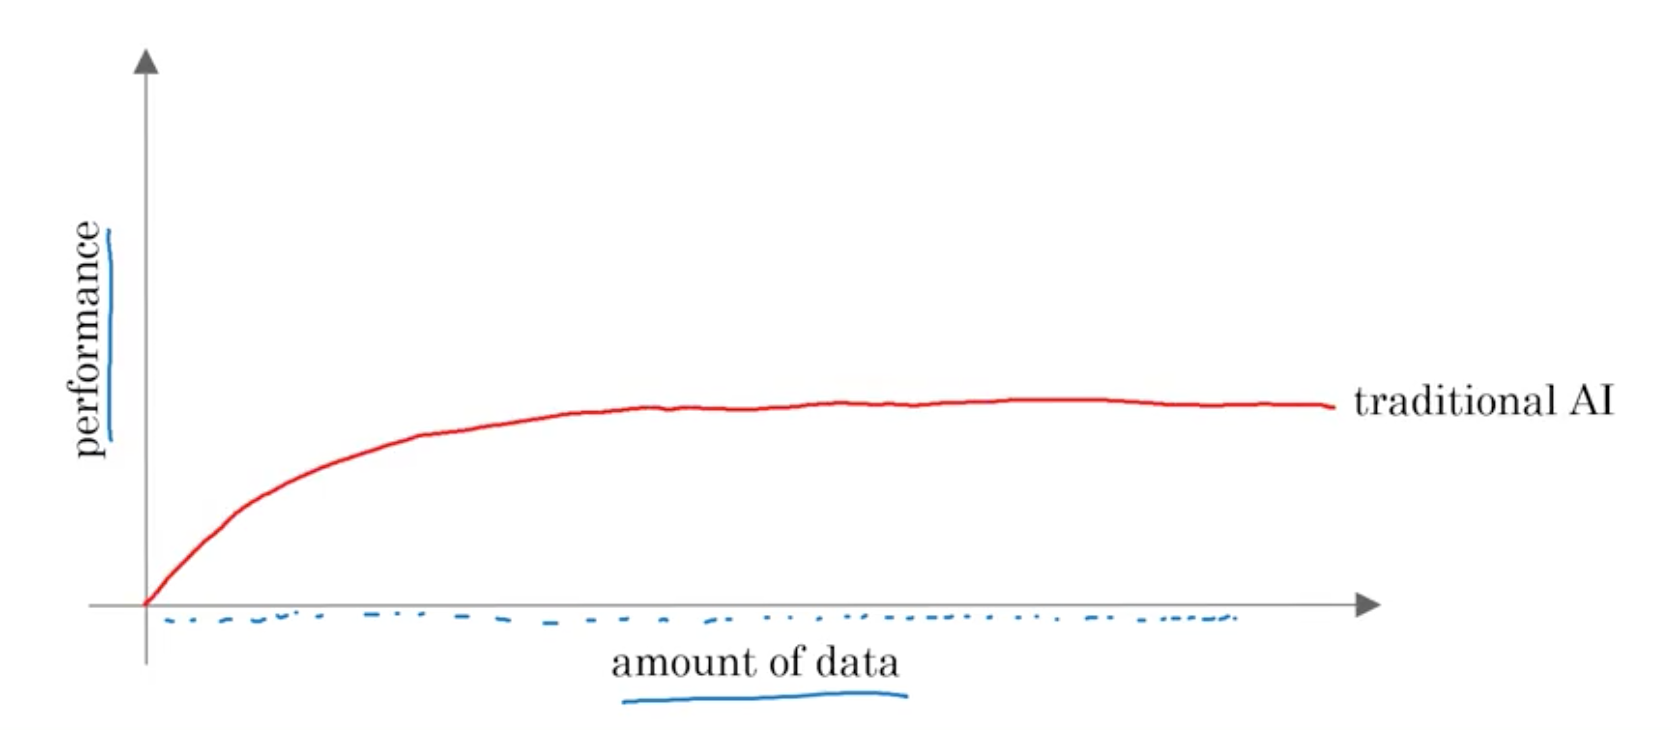 performance
traditional AI
amount of data